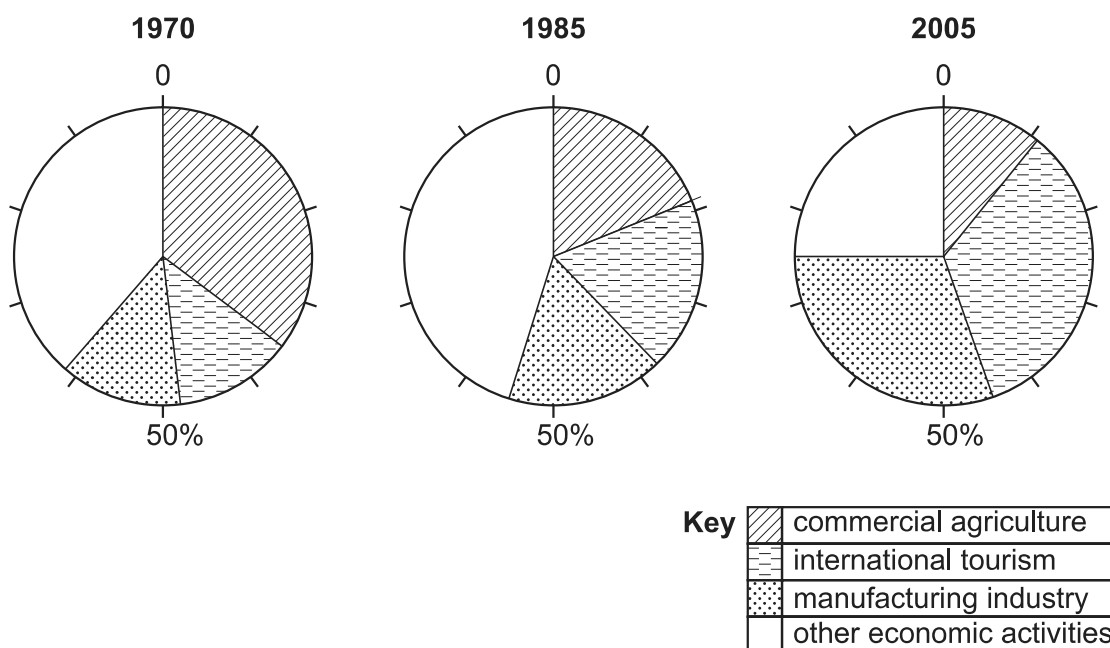 1970 1985 2005
0 0 0
50% 50% 50%
Key commercial agriculture
international tourism
manufacturing industry
other economic activities